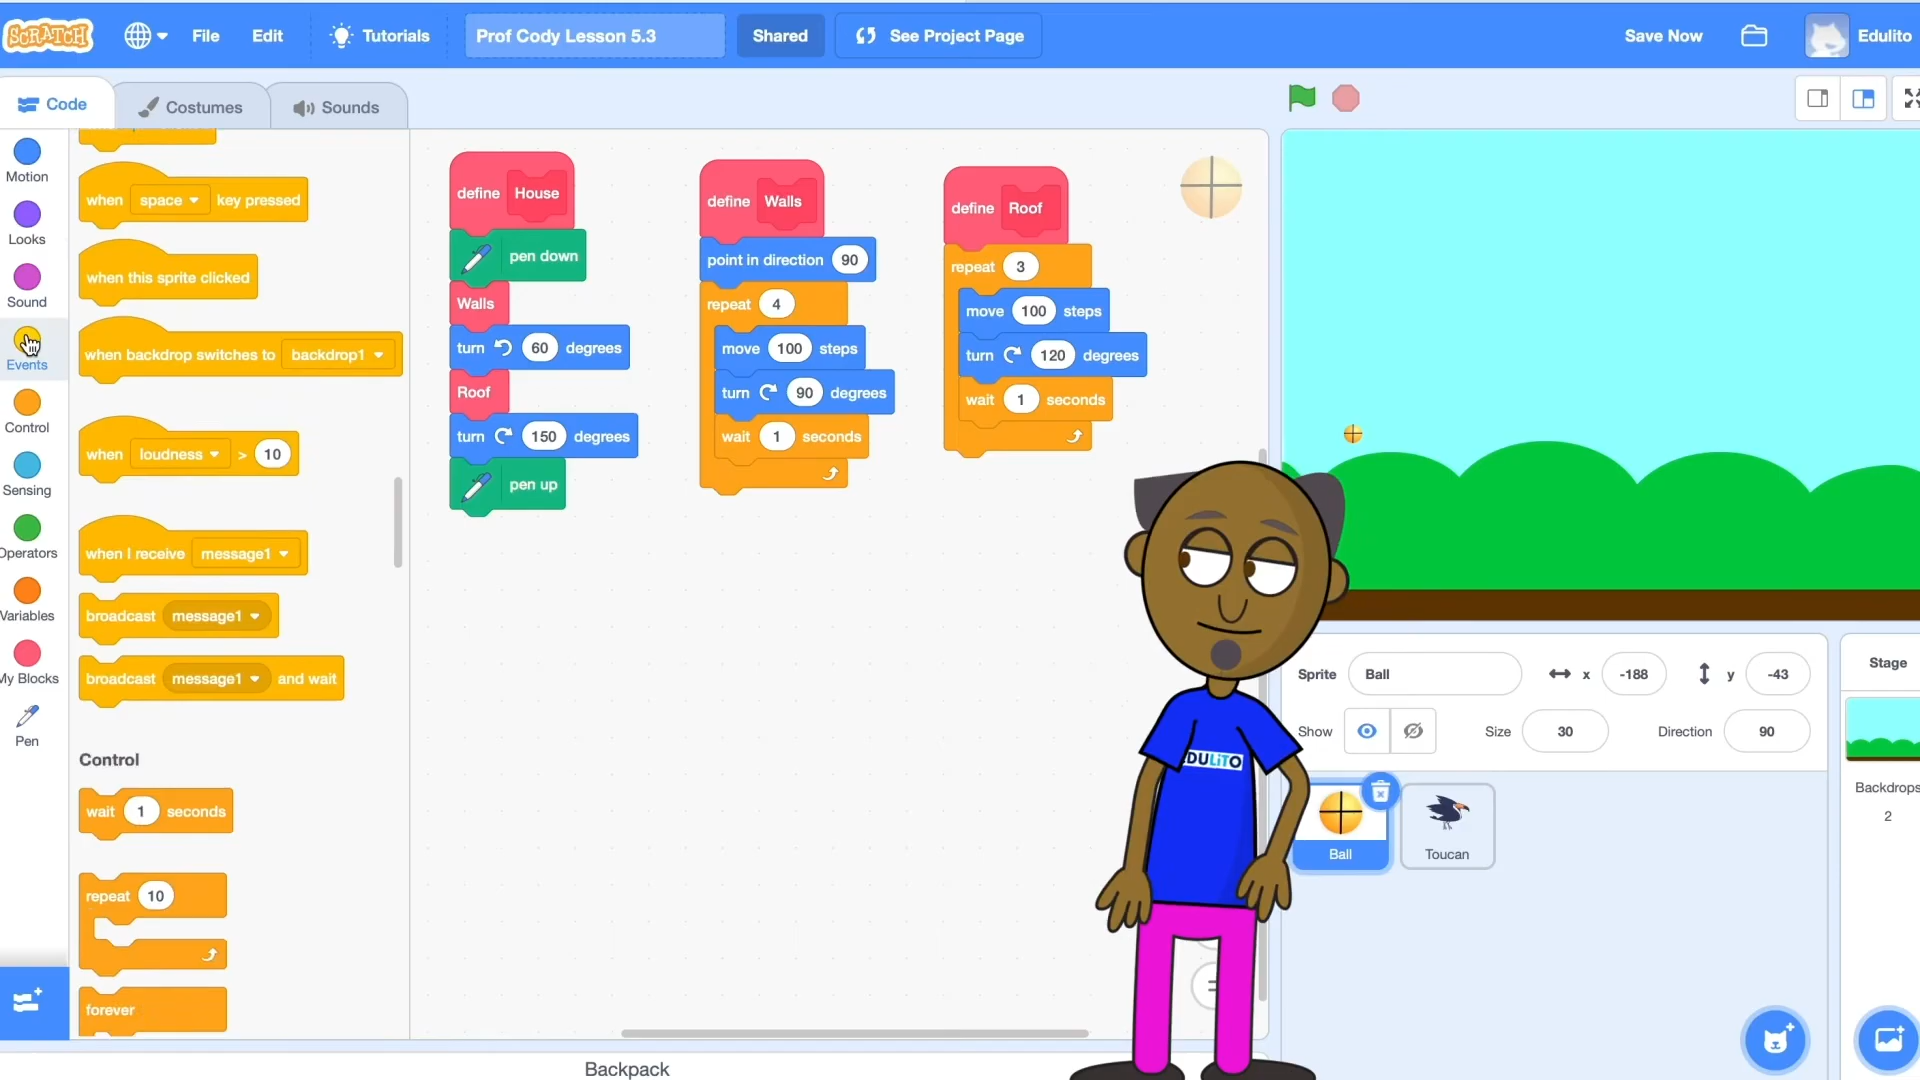 SCRATCH
File
Edit
Tutorials
Prof Cody Lesson 5.3
Shared
See Project Page
Save Now
Edulito
Code
Costumes
Sounds
Motion
Looks
Sound
Events
Control
Sensing
Operators
Variables
My Blocks
Pen
when space key pressed
when this sprite clicked
when backdrop switches to backdrop1
when loudness > 10
when I receive message1
broadcast message1
broadcast message1 and wait
Control
wait 1 seconds
repeat 10
forever
define House
pen down
Walls
turn 60 degrees
Roof
turn 150 degrees
pen up
define Walls
point in direction 90
repeat 4
move 100 steps
turn 90 degrees
wait 1 seconds
define Roof
repeat 3
move 100 steps
turn 120 degrees
wait 1 seconds
DULiTO
Sprite Ball x -188 y -43
Show Size 30 Direction 90
Ball
Toucan
Stage
Backdrops
2
Backpack